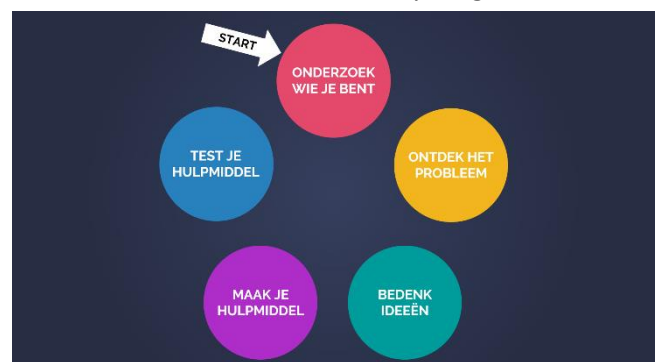 START
ONDERZOEK
WIE JE BENT
ONTDEK HET
PROBLEEM
BEDENK
IDEEËN
MAAK JE
HULPMIDDEL
TEST JE
HULPMIDDEL